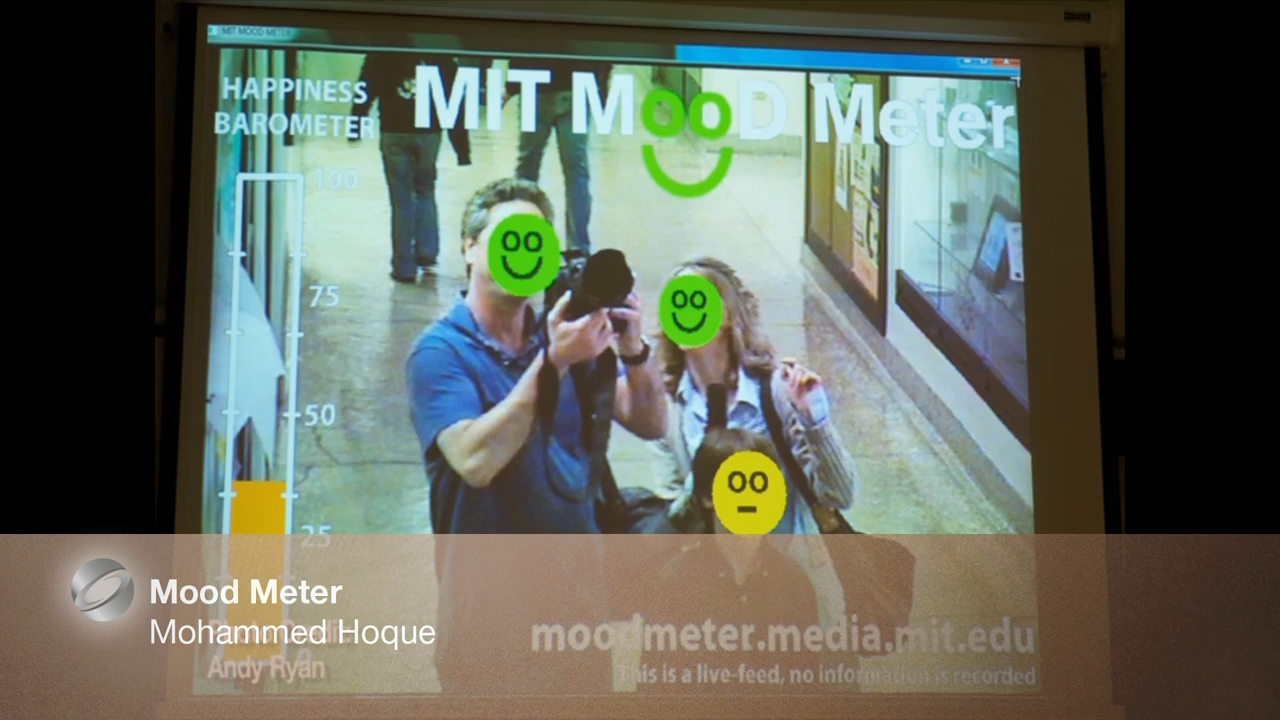 MIT MOOD METER
HAPPINESS
BAROMETER
MIT MooD Meter
100
75
50
25
0
Mood Meter
Mohammed Hoque
Andy Ryan
moodmeter.media.mit.edu
This is a live-feed, no information is recorded